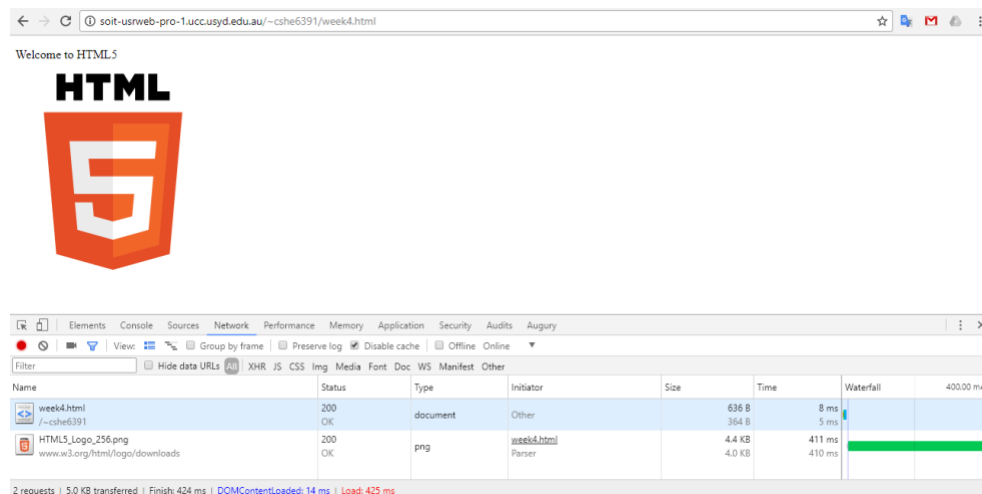 soit-usrweb-pro-1.ucc.usyd.edu.au/~cshe6391/week4.html
Welcome to HTML5
HTML
5
Elements Console Sources Network Performance Memory Application Security Audits Augury
View: Group by frame Preserve log Disable cache Offline Online
Filter Hide data URLs All XHR JS CSS Img Media Font Doc WS Manifest Other
Name Status Type Initiator Size Time Waterfall 400.00
week4.html 200 document Other 636 B 8 ms
/~cshe6391 OK 364 B 5 ms
HTML5_Logo_256.png 200 png week4.html 4.4 KB 411 ms
www.w3.org/html/logo/downloads OK Parser 4.0 KB 410 ms
2 requests | 5.0 KB transferred | Finish: 424 ms | DOMContentLoaded: 14 ms | Load: 425 ms